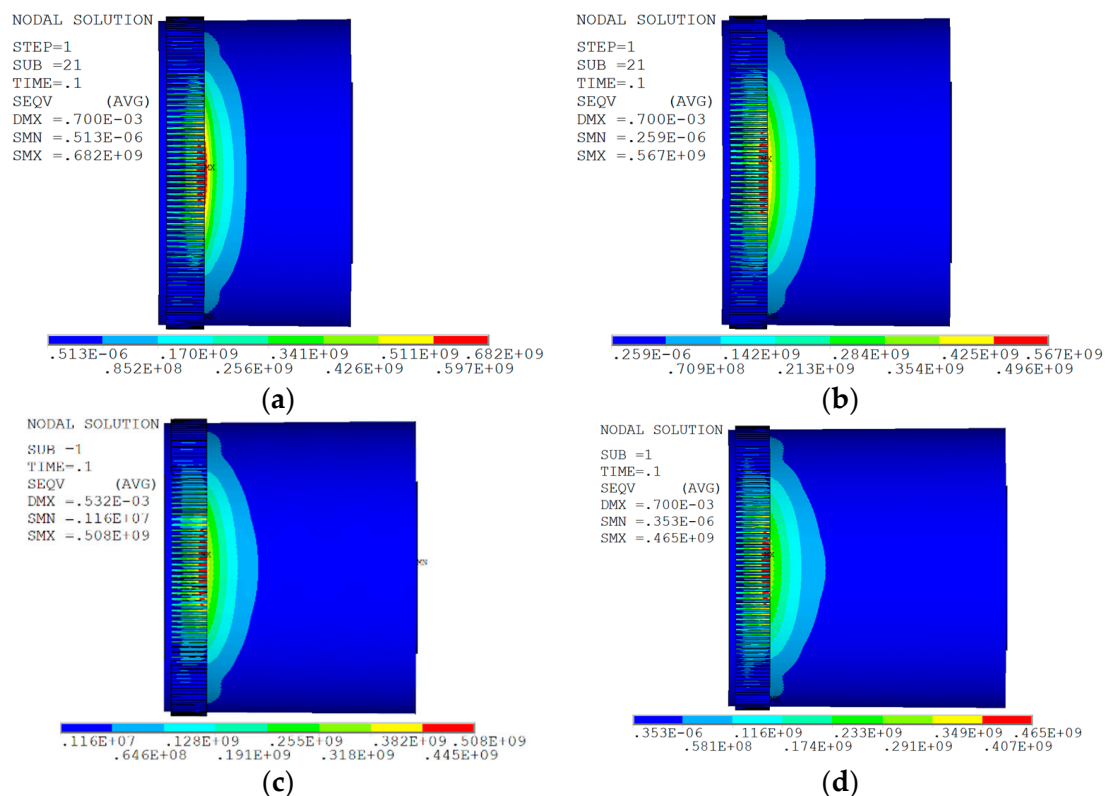 NODAL SOLUTION
STEP=1
SUB =21
TIME=.1
SEQV (AVG)
DMX =.700E-03
SMN =.513E-06
SMX =.682E+09
MX
.513E-06 .170E+09 .341E+09 .511E+09 .682E+09
.852E+08 .256E+09 .426E+09 .597E+09
(a)
NODAL SOLUTION
STEP=1
SUB =21
TIME=.1
SEQV (AVG)
DMX =.700E-03
SMN =.259E-06
SMX =.567E+09
MX
.259E-06 .142E+09 .284E+09 .425E+09 .567E+09
.709E+08 .213E+09 .354E+09 .496E+09
(b)
NODAL SOLUTION
SUB =1
TIME=.1
SEQV (AVG)
DMX =.532E-03
SMN =.116E+07
SMX =.508E+09
MX
MN
.116E+07 .128E+09 .255E+09 .382E+09 .508E+09
.646E+08 .191E+09 .318E+09 .445E+09
(c)
NODAL SOLUTION
SUB =1
TIME=.1
SEQV (AVG)
DMX =.700E-03
SMN =.353E-06
SMX =.465E+09
MX
.353E-06 .116E+09 .233E+09 .349E+09 .465E+09
.581E+08 .174E+09 .291E+09 .407E+09
(d)